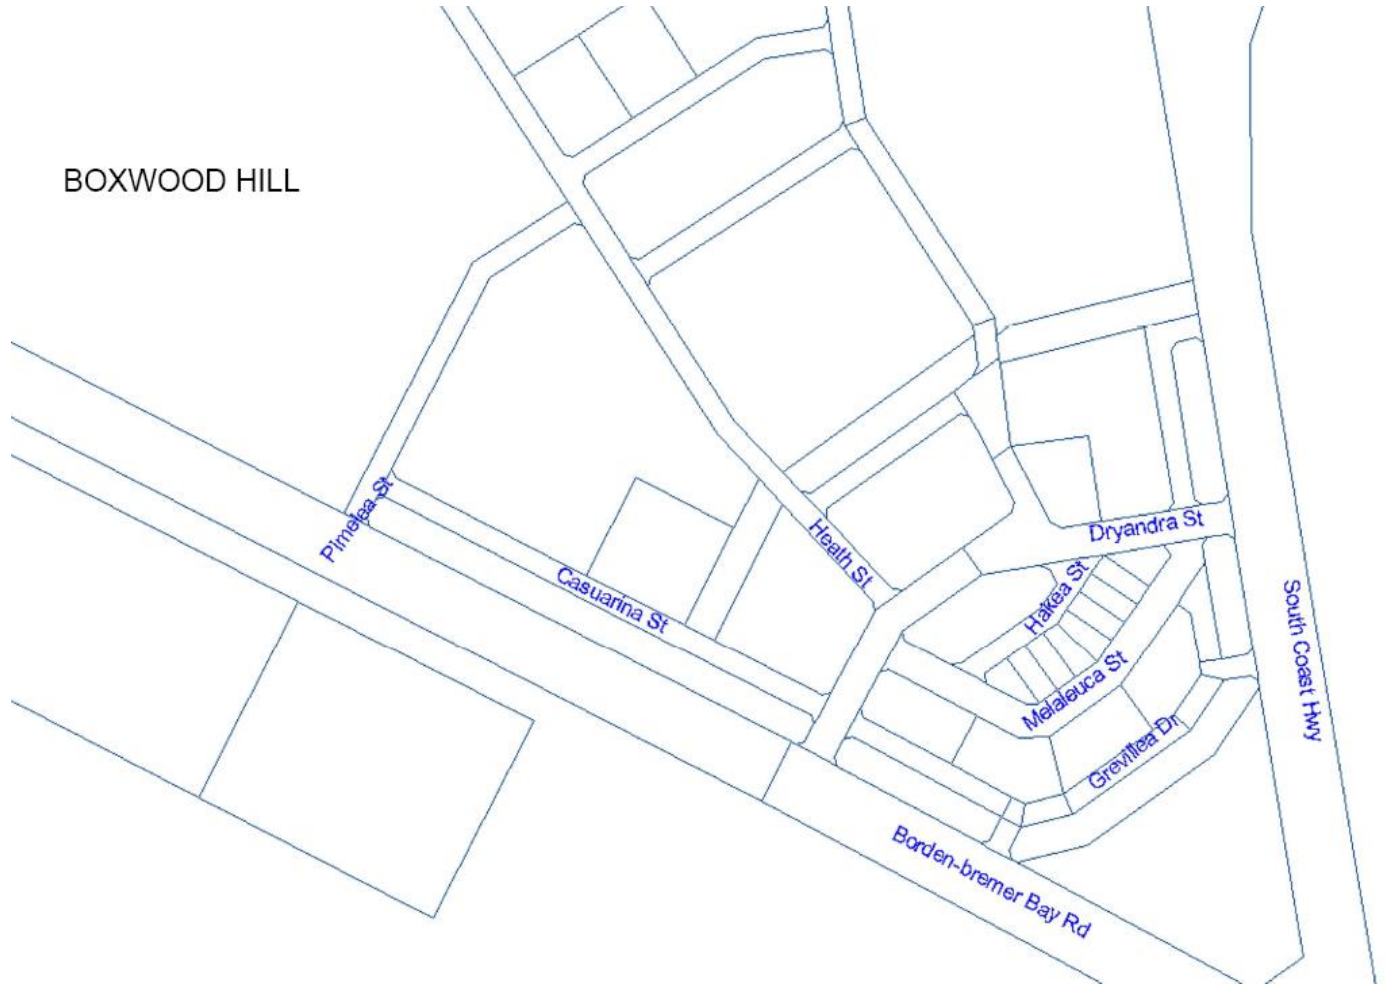 BOXWOOD HILL
Pimelea St
Casuarina St
Heath St
Dryandra St
Hakea St
Melaleuca St
Grevillea Dr
South Coast Hwy
Borden-bremer Bay Rd